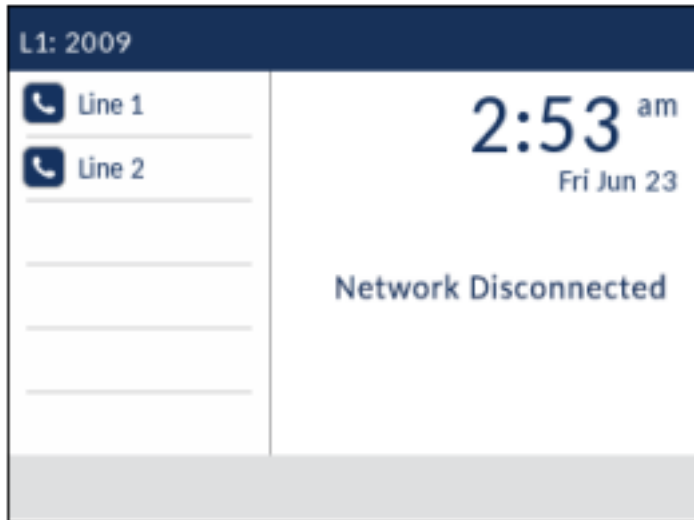 L1: 2009
Line 1
Line 2
2:53 am
Fri Jun 23
Network Disconnected